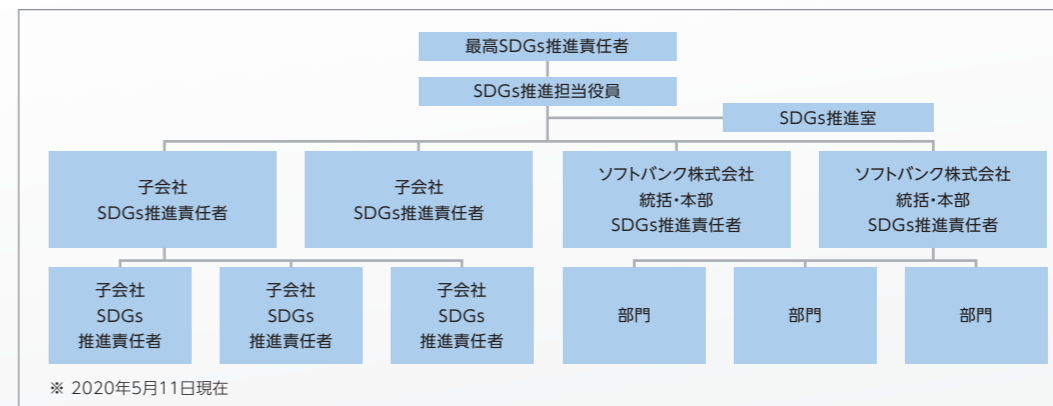 最高SDGs推進責任者
SDGs推進担当役員
SDGs推進室
子会社
SDGs推進責任者
子会社
SDGs推進責任者
ソフトバンク株式会社
統括・本部
SDGs推進責任者
ソフトバンク株式会社
統括・本部
SDGs推進責任者
子会社
SDGs
推進責任者
子会社
SDGs
推進責任者
子会社
SDGs
推進責任者
部門
部門
部門
※ 2020年5月11日現在